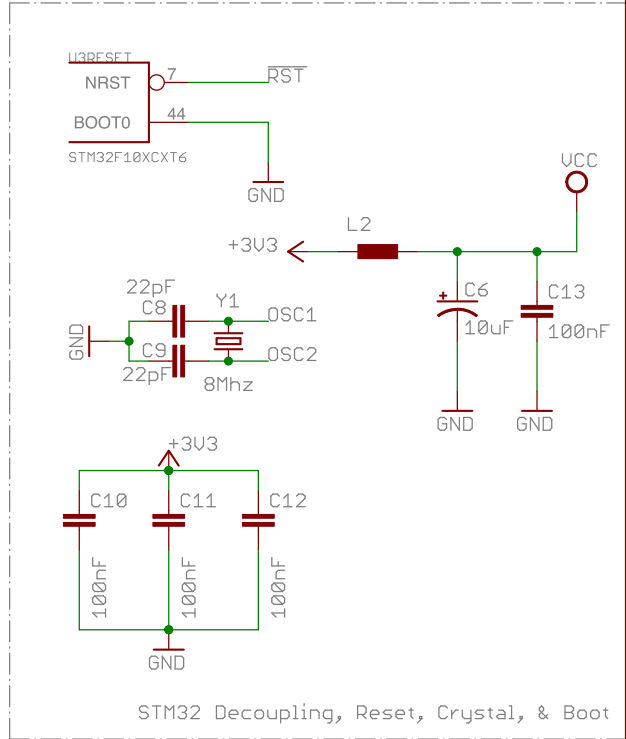 U3RESET
NRST
7
RST
BOOT0
44
STM32F10XCXT6
GND
VCC
L2
+3V3
22pF
C8
Y1
OSC1
GND
C9
OSC2
22pF
8Mhz
C6
10uF
C13
100nF
GND
GND
+3V3
C10
C11
C12
100nF
100nF
100nF
GND
STM32 Decoupling, Reset, Crystal, & Boot